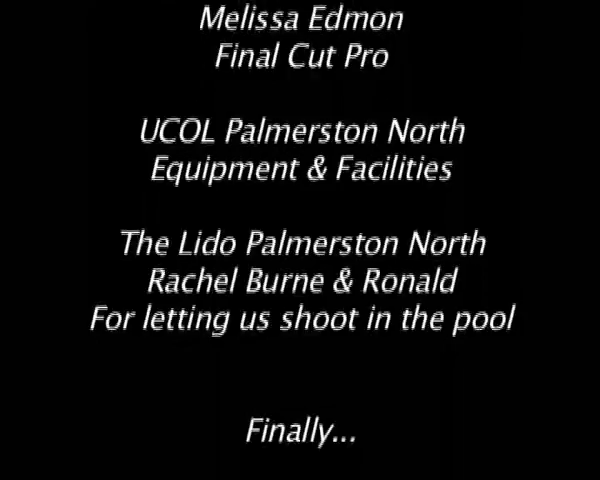 Melissa Edmon
Final Cut Pro
UCOL Palmerston North
Equipment & Facilities
The Lido Palmerston North
Rachel Burne & Ronald
For letting us shoot in the pool
Finally...